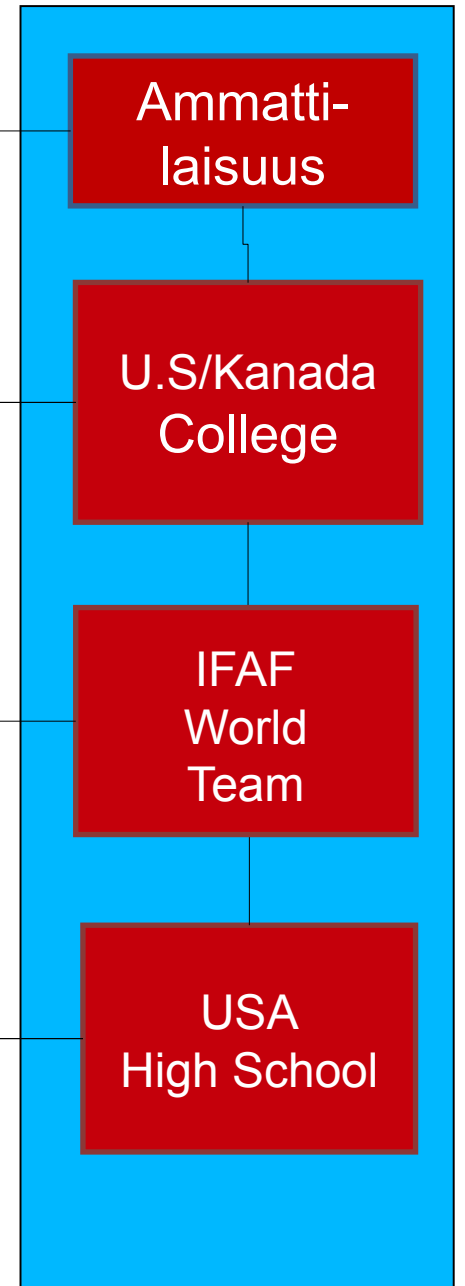 Ammatti-
laisuus
U.S/Kanada
College
IFAF
World
Team
USA
High School